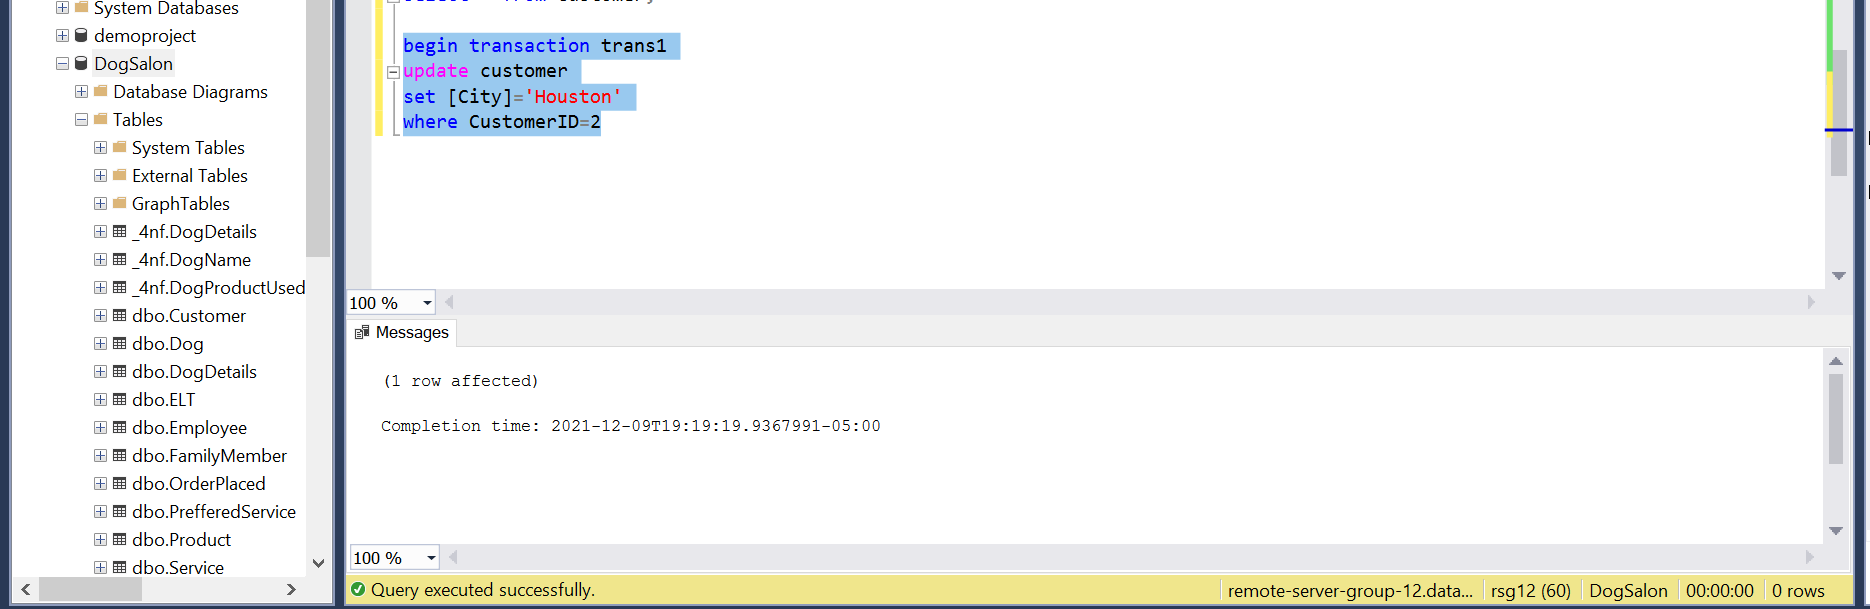 System Databases
demoproject
DogSalon
Database Diagrams
Tables
System Tables
External Tables
GraphTables
_4nf.DogDetails
_4nf.DogName
_4nf.DogProductUsed
dbo.Customer
dbo.Dog
dbo.DogDetails
dbo.ELT
dbo.Employee
dbo.FamilyMember
dbo.OrderPlaced
dbo.PrefferedService
dbo.Product
dbo.Service
begin transaction trans1
update customer
set [City]='Houston'
where CustomerID=2
100 %
Messages
(1 row affected)
Completion time: 2021-12-09T19:19:19.9367991-05:00
100 %
Query executed successfully.
remote-server-group-12.data... rsg12 (60) DogSalon 00:00:00 0 rows